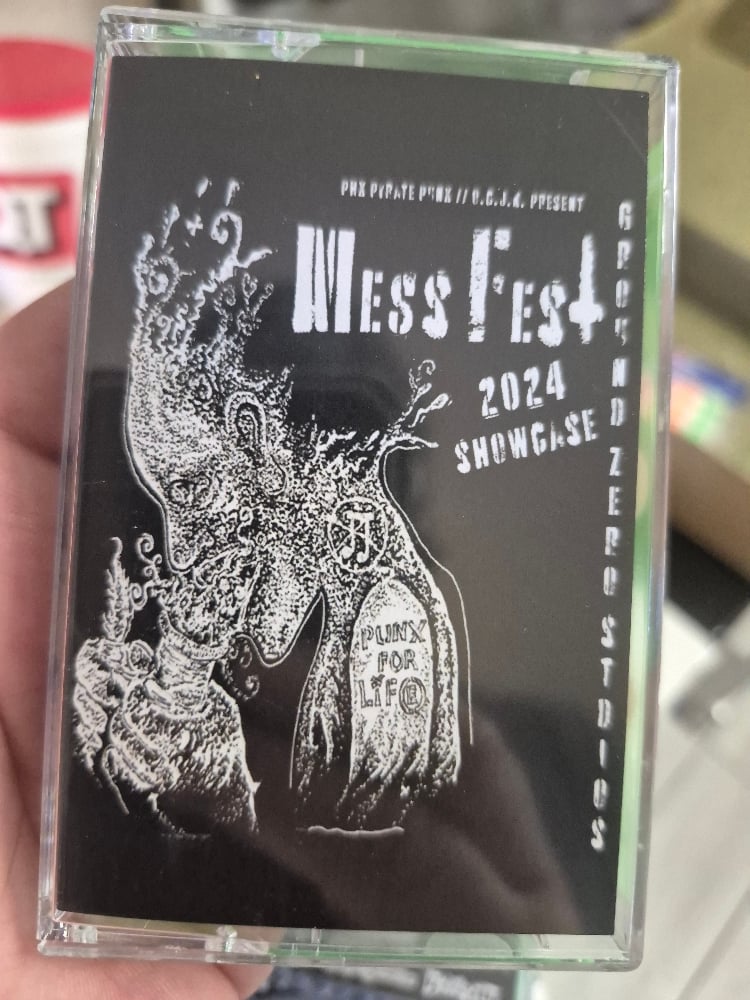 PHX PYRATE PUNX // D.C.J.K. PRESENT
MESS FEST
2024
SHOWCASE
GROUND ZERO STUDIOS
PUNX
FOR
LiFE